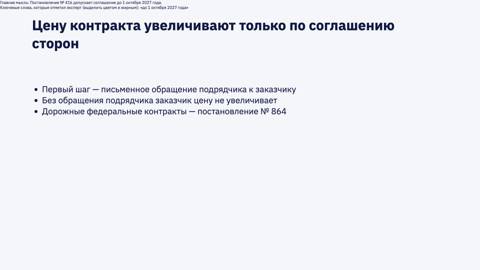 Главная мысль: Постановление № 416 допускает соглашения до 1 октября 2027 года.
Ключевые слова, которые отметил эксперт (выделить цветом и жирным): «до 1 октября 2027 года»
Цену контракта увеличивают только по соглашению
сторон
• Первый шаг — письменное обращение подрядчика к заказчику
• Без обращения подрядчика заказчик цену не увеличивает
• Дорожные федеральные контракты — постановление № 864